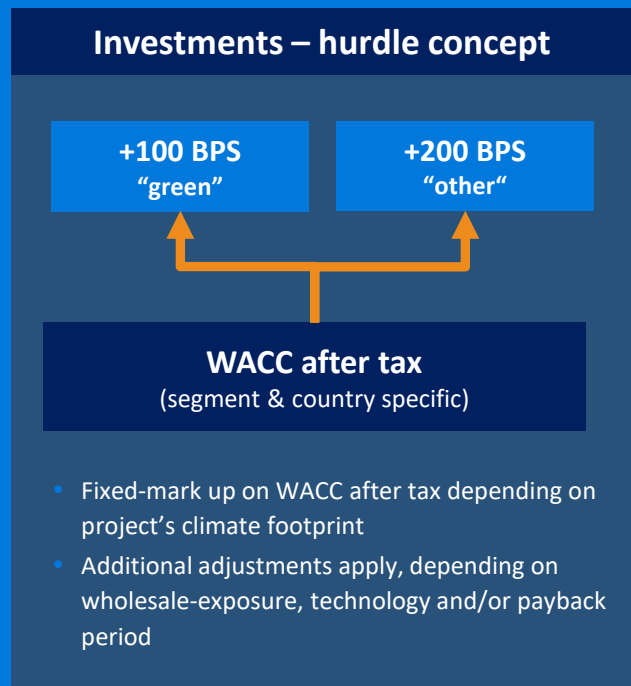 Investments – hurdle concept
+100 BPS
“green”
+200 BPS
“other“
WACC after tax
(segment & country specific)
• Fixed-mark up on WACC after tax depending on
project’s climate footprint
• Additional adjustments apply, depending on
wholesale-exposure, technology and/or payback
period